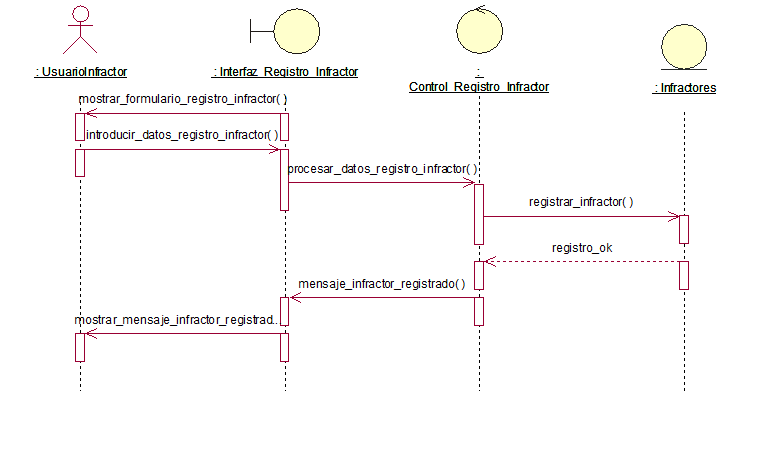 : UsuarioInfractor
: Interfaz_Registro_Infractor
:
Control_Registro_Infractor
: Infractores
mostrar_formulario_registro_infractor( )
introducir_datos_registro_infractor( )
procesar_datos_registro_infractor( )
registrar_infractor( )
registro_ok
mensaje_infractor_registrado( )
mostrar_mensaje_infractor_registrad...